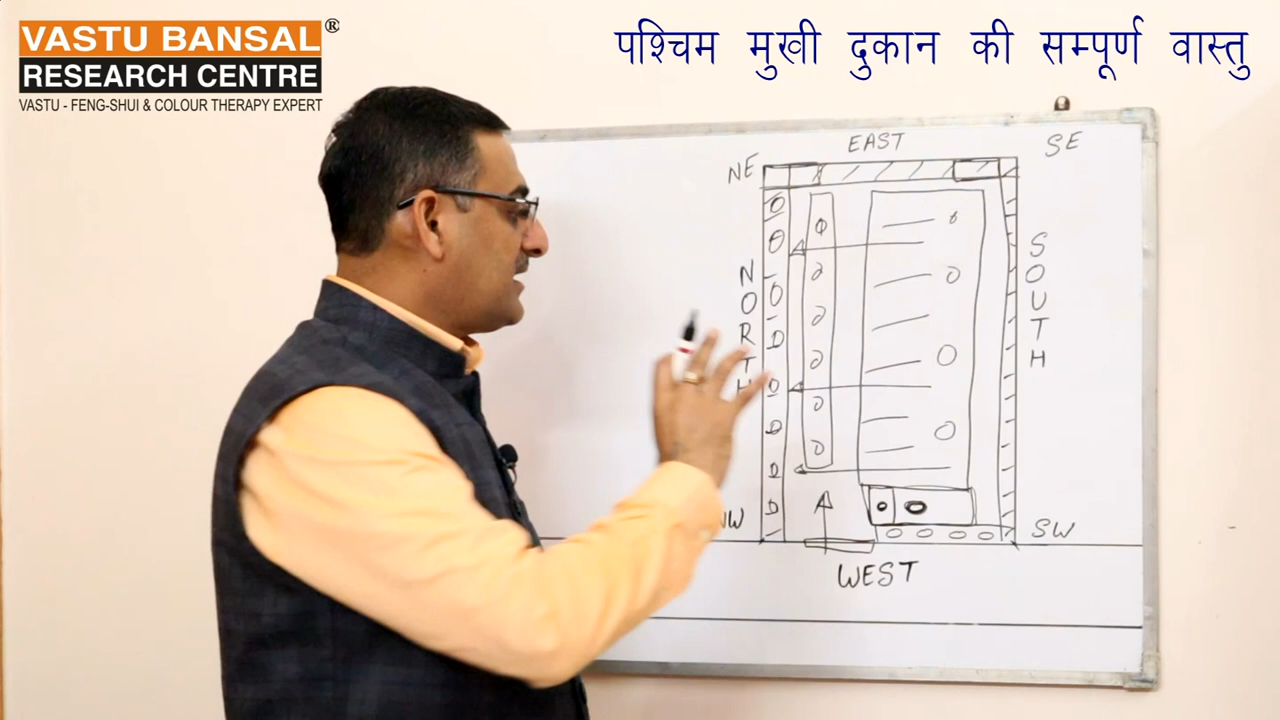 VASTU BANSAL®
RESEARCH CENTRE
VASTU - FENG-SHUI & COLOUR THERAPY EXPERT
पश्चिम मुखी दुकान की सम्पूर्ण वास्तु
EAST
NE
SE
NORTH
SOUTH
NW
SW
WEST